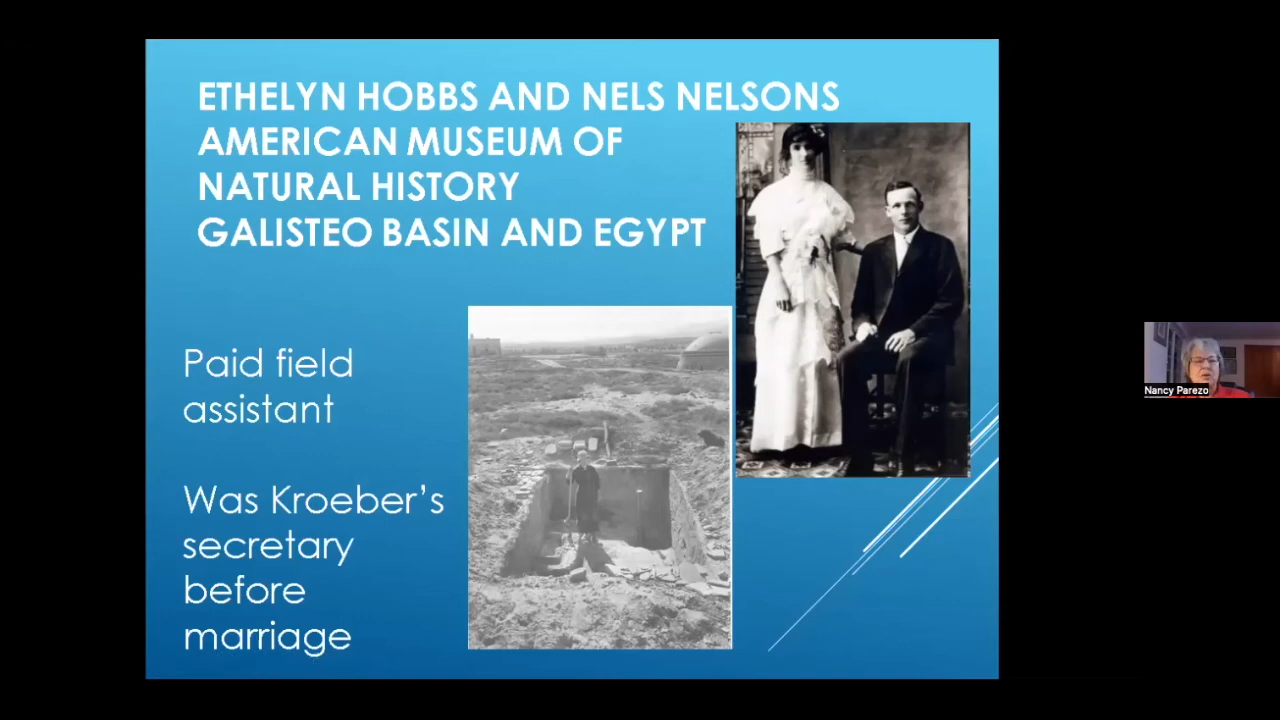 ETHELYN HOBBS AND NELS NELSONS
AMERICAN MUSEUM OF
NATURAL HISTORY
GALISTEO BASIN AND EGYPT
Paid field
assistant
Was Kroeber’s
secretary
before
marriage
Nancy Parezo